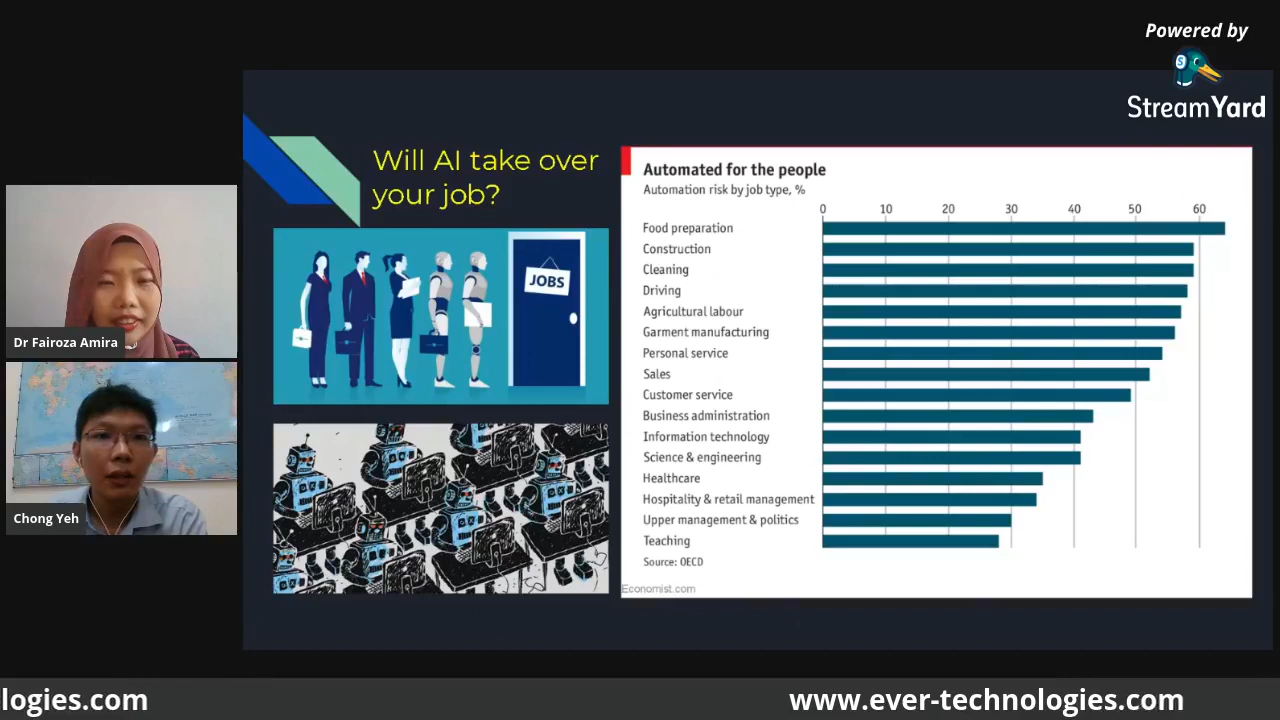 Powered by
StreamYard
Will AI take over
your job?
JOBS
Automated for the people
Automation risk by job type, %
0 10 20 30 40 50 60
Food preparation
Construction
Cleaning
Driving
Agricultural labour
Garment manufacturing
Personal service
Sales
Customer service
Business administration
Information technology
Science & engineering
Healthcare
Hospitality & retail management
Upper management & politics
Teaching
Source: OECD
Economist.com
Dr Fairoza Amira
Chong Yeh
logies.com
www.ever-technologies.com